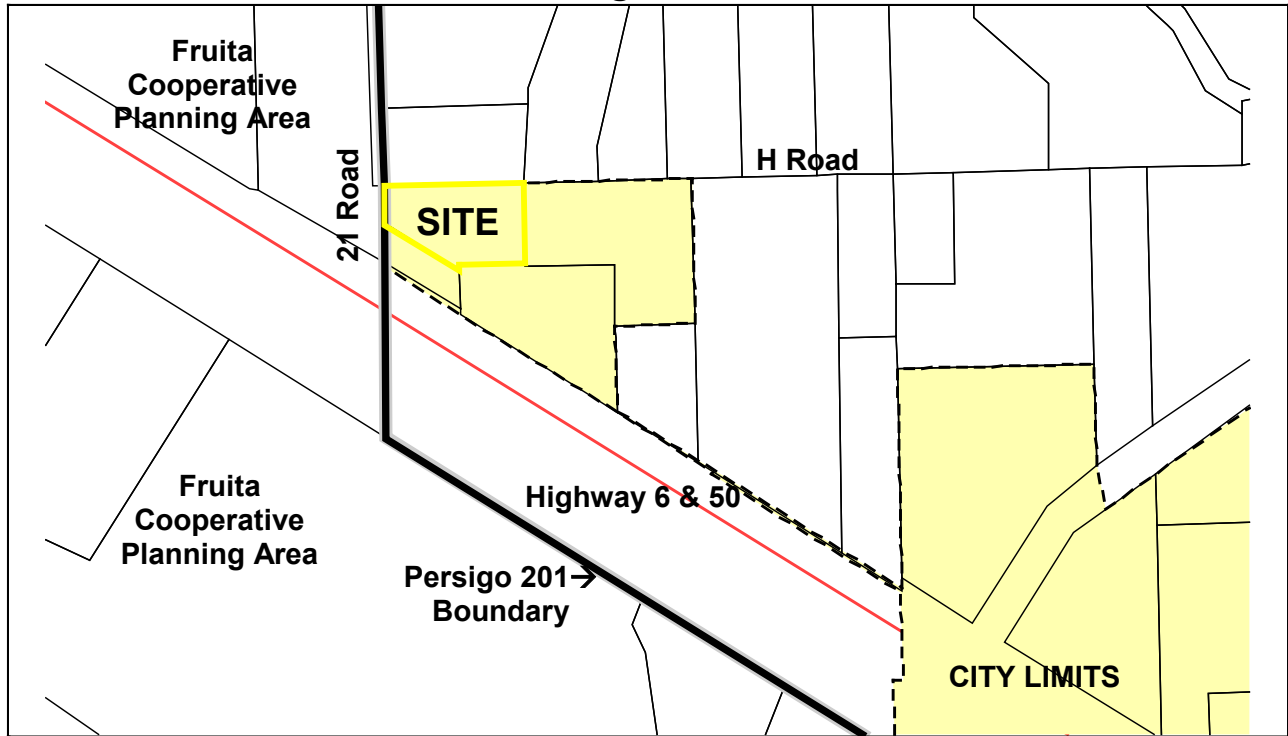 Fruita
Cooperative
Planning Area
H Road
21 Road
SITE
Fruita
Cooperative
Planning Area
Highway 6 & 50
Persigo 201→
Boundary
CITY LIMITS